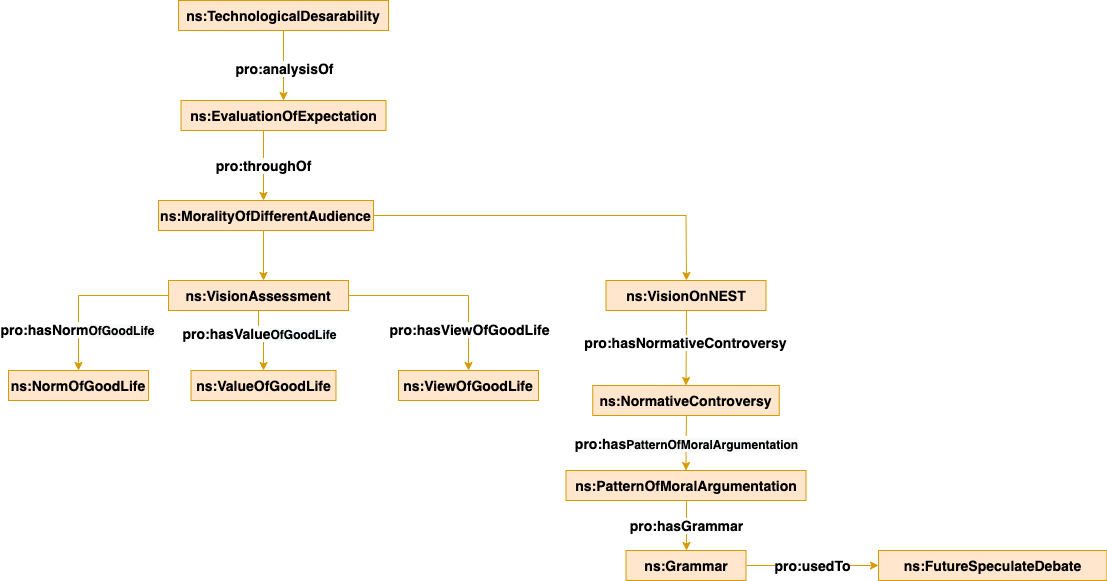 ns:TechnologicalDesarability
pro:analysisOf
ns:EvaluationOfExpectation
pro:throughOf
ns:MoralityOfDifferentAudience
ns:VisionAssessment
ns:VisionOnNEST
pro:hasNormOfGoodLife
pro:hasValueOfGoodLife
pro:hasViewOfGoodLife
pro:hasNormativeControversy
ns:NormOfGoodLife
ns:ValueOfGoodLife
ns:ViewOfGoodLife
ns:NormativeControversy
pro:hasPatternOfMoralArgumentation
ns:PatternOfMoralArgumentation
pro:hasGrammar
ns:Grammar
pro:usedTo
ns:FutureSpeculateDebate